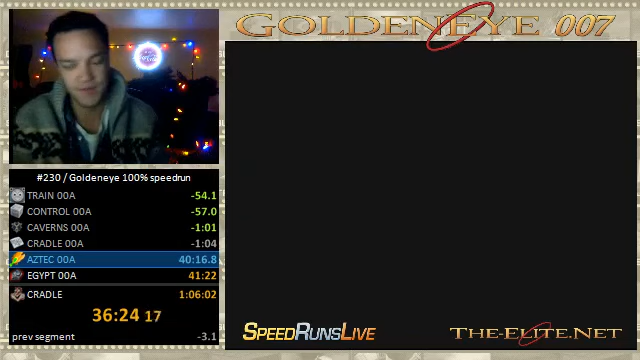 GOLDENEYE 007
#230 / Goldeneye 100% speedrun
TRAIN 00A -54.1
CONTROL 00A -57.0
CAVERNS 00A -1:01
CRADLE 00A -1:04
AZTEC 00A 40:16.8
EGYPT 00A 41:22
CRADLE 1:06:02
36:24 17
prev segment -3.1
SPEEDRUNSLIVE
THE-ELITE.NET